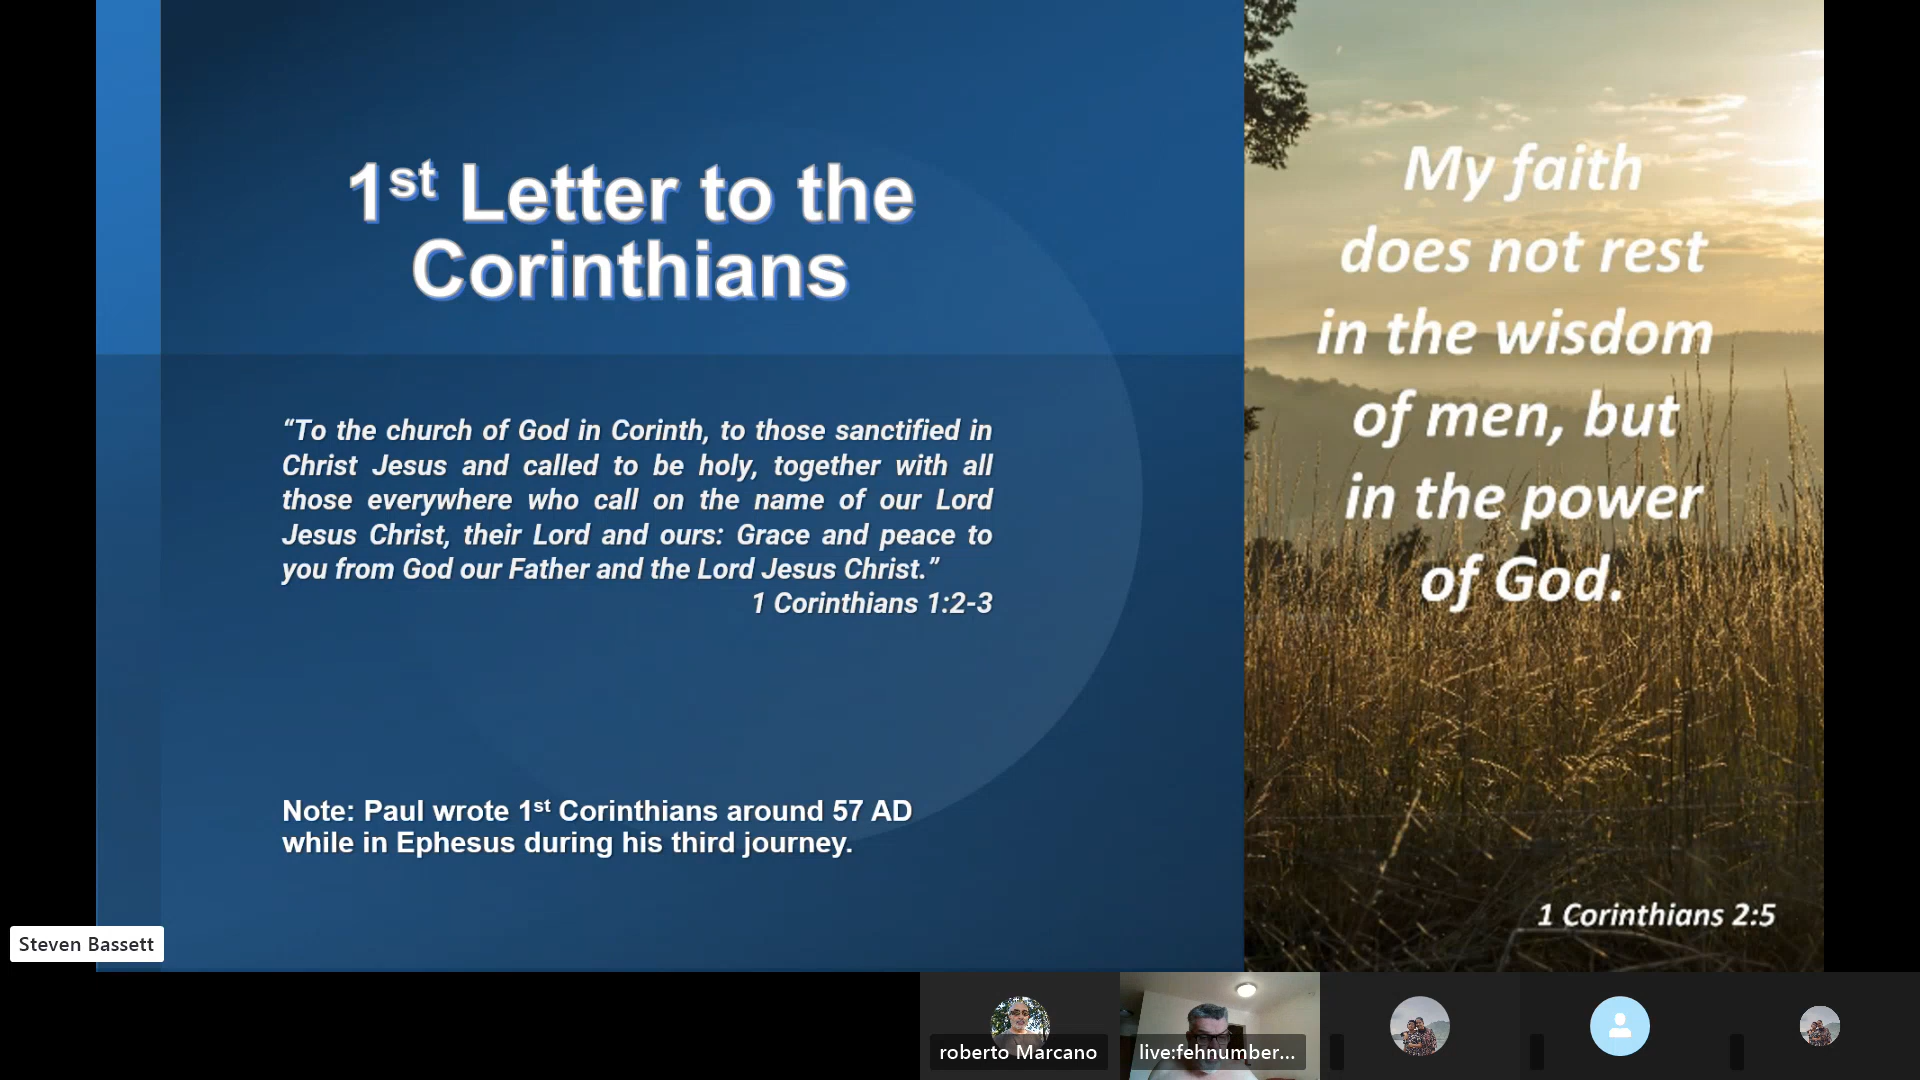 1st Letter to the
Corinthians
“To the church of God in Corinth, to those sanctified in
Christ Jesus and called to be holy, together with all
those everywhere who call on the name of our Lord
Jesus Christ, their Lord and ours: Grace and peace to
you from God our Father and the Lord Jesus Christ.”
1 Corinthians 1:2-3
Note: Paul wrote 1st Corinthians around 57 AD
while in Ephesus during his third journey.
My faith
does not rest
in the wisdom
of men, but
in the power
of God.
1 Corinthians 2:5
Steven Bassett
roberto Marcano
live:fehnumber...